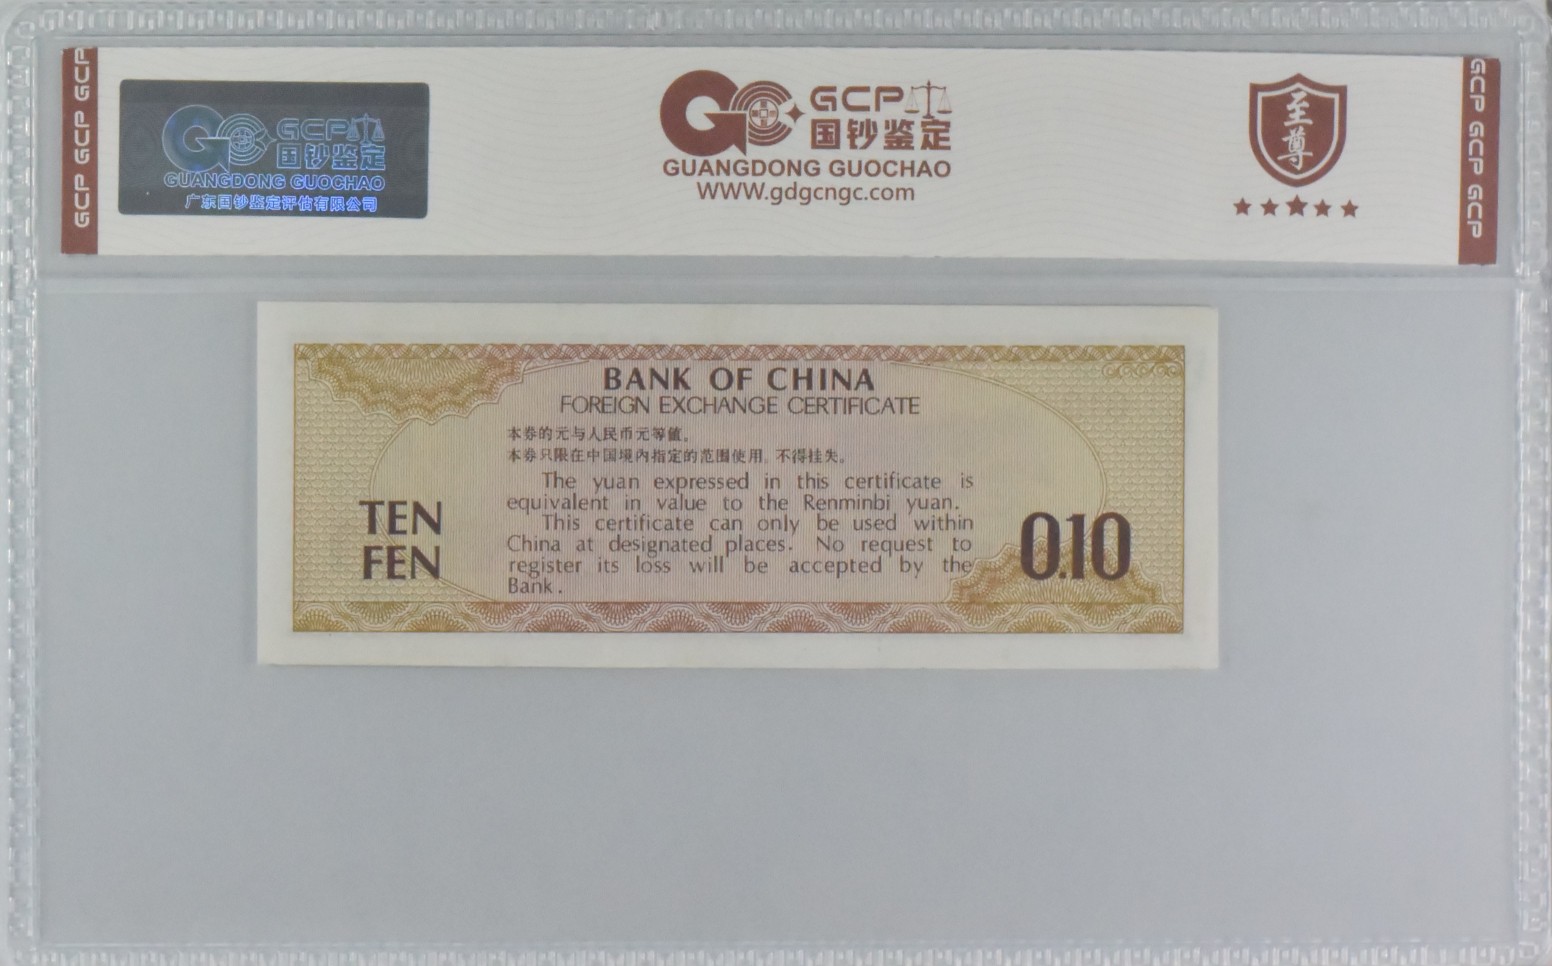 GCP GCP GCP
GCP国钞鉴定
GUANGDONG GUOCHAO
广东国钞鉴定评估有限公司
GCP国钞鉴定
GUANGDONG GUOCHAO
WWW.gdgcngc.com
至尊
GCP GCP GCP
BANK OF CHINA
FOREIGN EXCHANGE CERTIFICATE
本券的元与人民币元等值。
本券只限在中国境内指定的范围使用。不得挂失。
The yuan expressed in this certificate is
equivalent in value to the Renminbi yuan.
This certificate can only be used within
China at designated places. No request to
register its loss will be accepted by the
Bank.
TEN
FEN
0.10